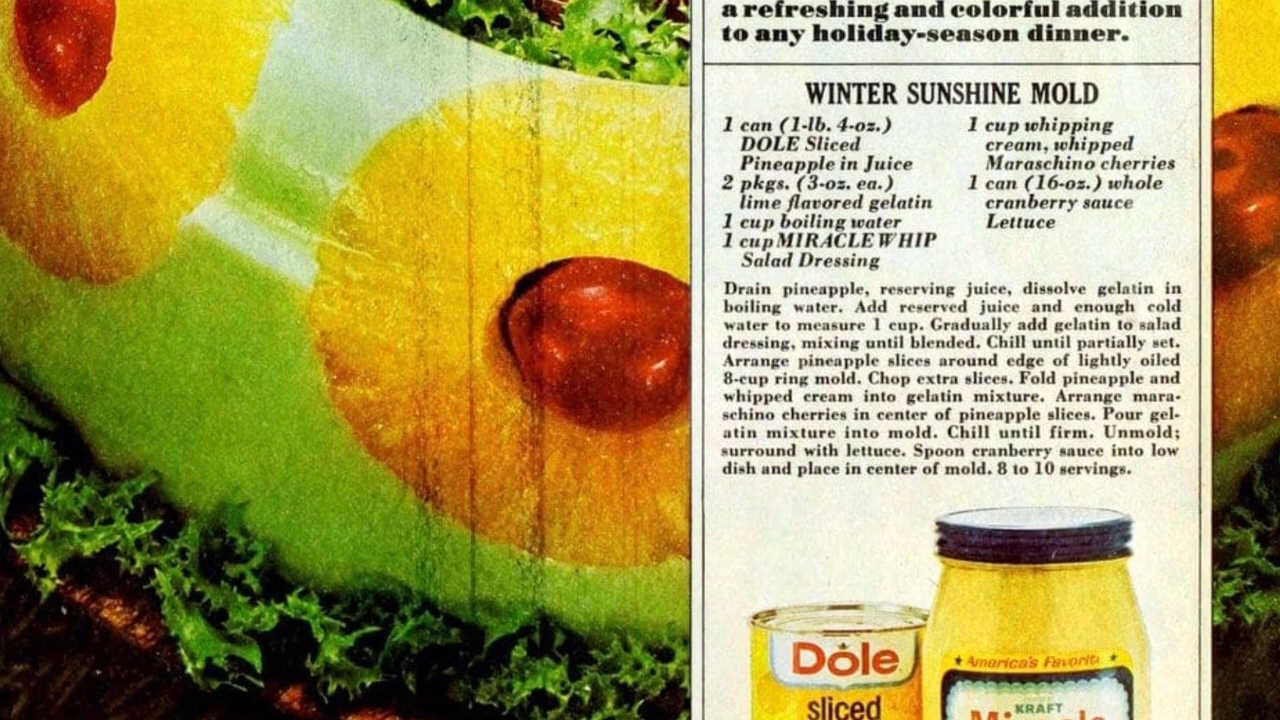 a refreshing and colorful addition
to any holiday-season dinner.
WINTER SUNSHINE MOLD
1 can (1-lb. 4-oz.)
DOLE Sliced
Pineapple in Juice
2 pkgs. (3-oz. ea.)
lime flavored gelatin
1 cup boiling water
1 cup MIRACLE WHIP
Salad Dressing
1 cup whipping
cream, whipped
Maraschino cherries
1 can (16-oz.) whole
cranberry sauce
Lettuce
Drain pineapple, reserving juice, dissolve gelatin in
boiling water. Add reserved juice and enough cold
water to measure 1 cup. Gradually add gelatin to salad
dressing, mixing until blended. Chill until partially set.
Arrange pineapple slices around edge of lightly oiled
8-cup ring mold. Chop extra slices. Fold pineapple and
whipped cream into gelatin mixture. Arrange mara-
schino cherries in center of pineapple slices. Pour gel-
atin mixture into mold. Chill until firm. Unmold;
surround with lettuce. Spoon cranberry sauce into low
dish and place in center of mold. 8 to 10 servings.
Dole
sliced
America's Favorite
KRAFT